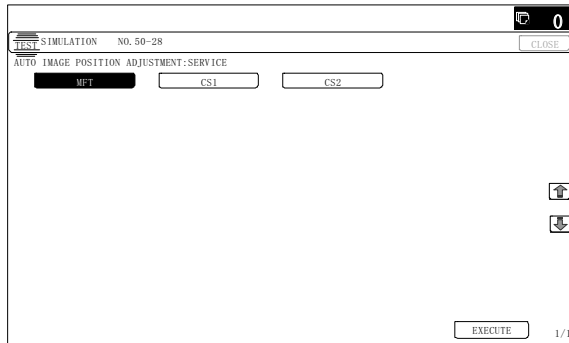 0
TEST SIMULATION NO. 50-28 CLOSE
AUTO IMAGE POSITION ADJUSTMENT:SERVICE
MFT CS1 CS2
EXECUTE 1/1